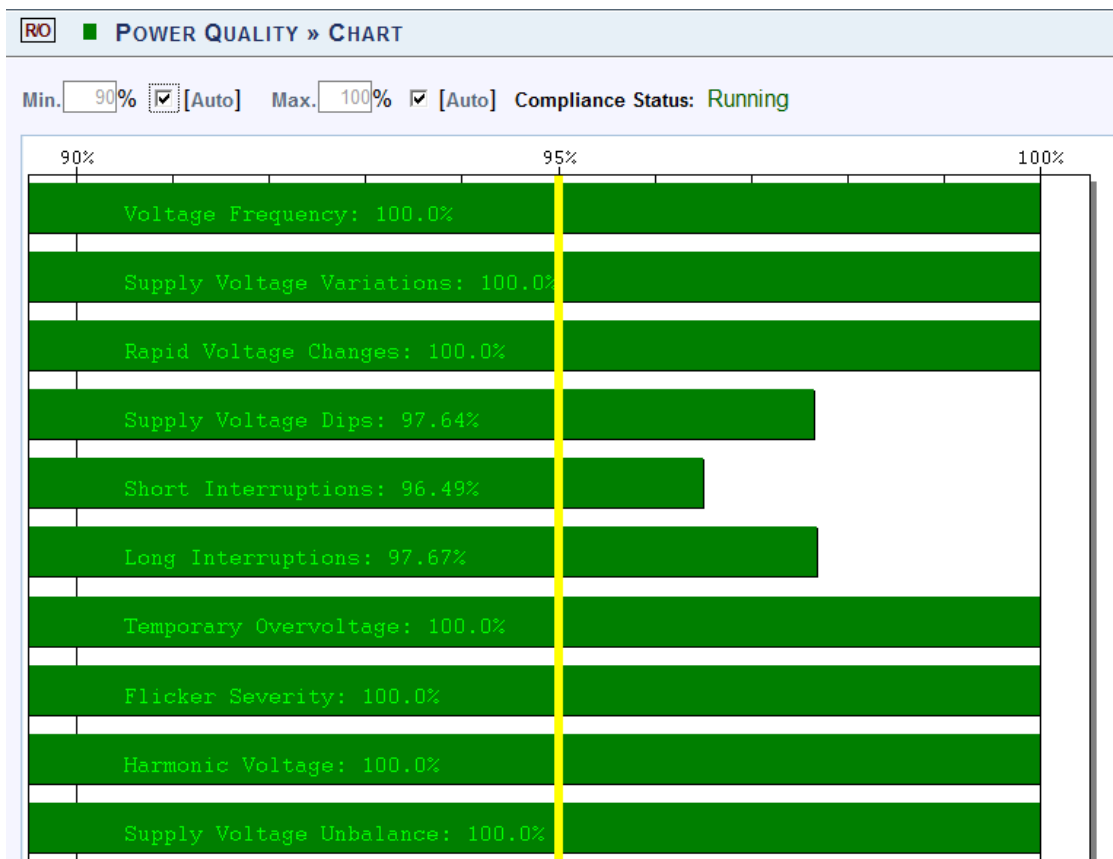 R/O POWER QUALITY » CHART
Min. 90% [Auto] Max. 100% [Auto] Compliance Status: Running
90% 95% 100%
Voltage Frequency: 100.0%
Supply Voltage Variations: 100.0%
Rapid Voltage Changes: 100.0%
Supply Voltage Dips: 97.64%
Short Interruptions: 96.49%
Long Interruptions: 97.67%
Temporary Overvoltage: 100.0%
Flicker Severity: 100.0%
Harmonic Voltage: 100.0%
Supply Voltage Unbalance: 100.0%